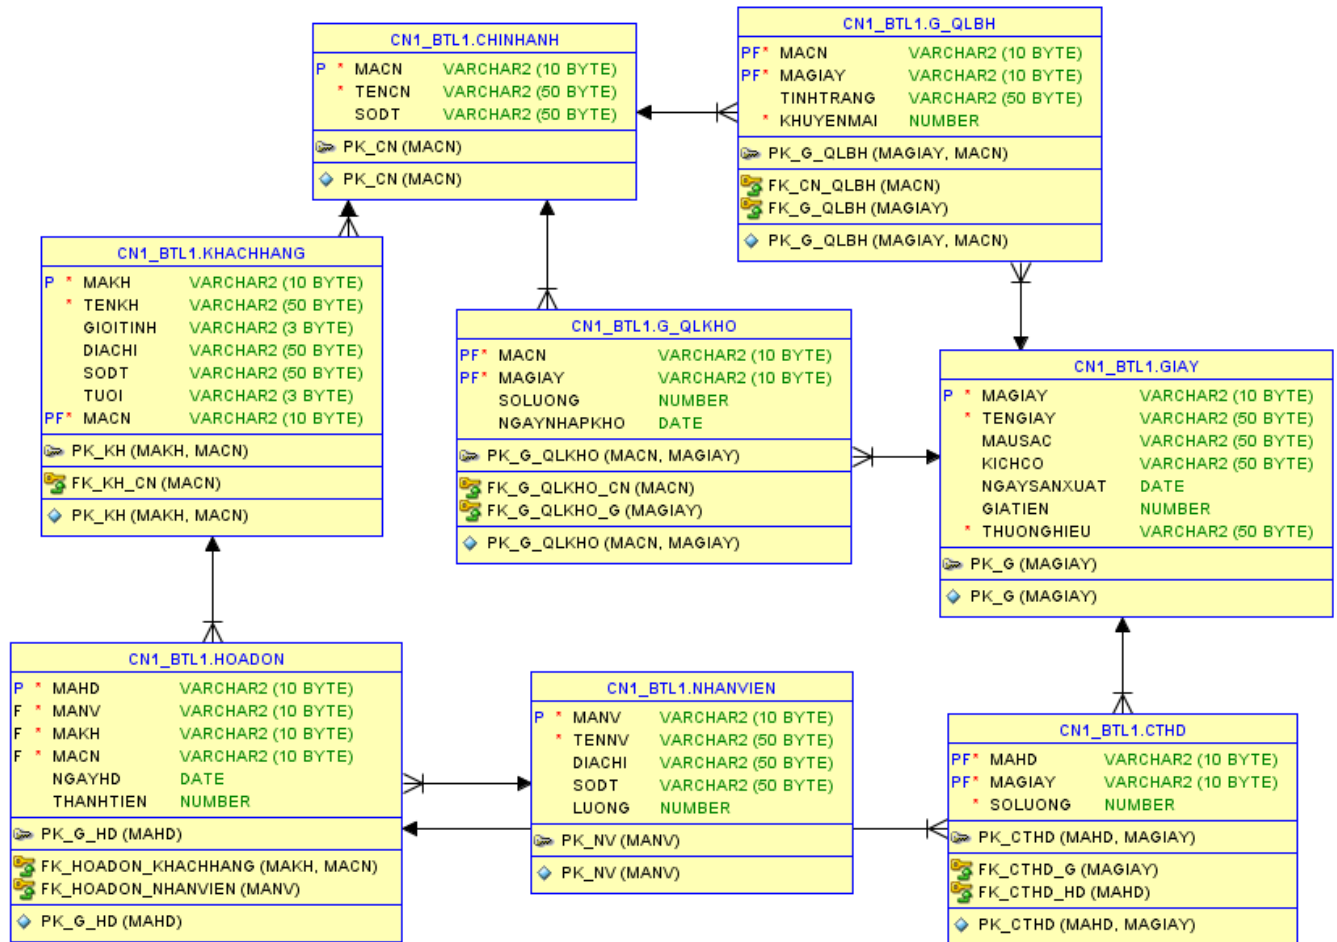 CN1_BTL1.CHINHANH
P * MACN VARCHAR2 (10 BYTE)
* TENCN VARCHAR2 (50 BYTE)
SODT VARCHAR2 (50 BYTE)
PK_CN (MACN)
PK_CN (MACN)
CN1_BTL1.G_QLBH
PF* MACN VARCHAR2 (10 BYTE)
PF* MAGIAY VARCHAR2 (10 BYTE)
TINHTRANG VARCHAR2 (50 BYTE)
* KHUYENMAI NUMBER
PK_G_QLBH (MAGIAY, MACN)
FK_CN_QLBH (MACN)
FK_G_QLBH (MAGIAY)
PK_G_QLBH (MAGIAY, MACN)
CN1_BTL1.KHACHHANG
P * MAKH VARCHAR2 (10 BYTE)
* TENKH VARCHAR2 (50 BYTE)
GIOITINH VARCHAR2 (3 BYTE)
DIACHI VARCHAR2 (50 BYTE)
SODT VARCHAR2 (50 BYTE)
TUOI VARCHAR2 (3 BYTE)
PF* MACN VARCHAR2 (10 BYTE)
PK_KH (MAKH, MACN)
FK_KH_CN (MACN)
PK_KH (MAKH, MACN)
CN1_BTL1.G_QLKHO
PF* MACN VARCHAR2 (10 BYTE)
PF* MAGIAY VARCHAR2 (10 BYTE)
SOLUONG NUMBER
NGAYNHAPKHO DATE
PK_G_QLKHO (MACN, MAGIAY)
FK_G_QLKHO_CN (MACN)
FK_G_QLKHO_G (MAGIAY)
PK_G_QLKHO (MACN, MAGIAY)
CN1_BTL1.GIAY
P * MAGIAY VARCHAR2 (10 BYTE)
* TENGIAY VARCHAR2 (50 BYTE)
MAUSAC VARCHAR2 (50 BYTE)
KICHCO VARCHAR2 (50 BYTE)
NGAYSANXUAT DATE
GIATIEN NUMBER
* THUONGHIEU VARCHAR2 (50 BYTE)
PK_G (MAGIAY)
PK_G (MAGIAY)
CN1_BTL1.HOADON
P * MAHD VARCHAR2 (10 BYTE)
F * MANV VARCHAR2 (10 BYTE)
F * MAKH VARCHAR2 (10 BYTE)
F * MACN VARCHAR2 (10 BYTE)
NGAYHD DATE
THANHTIEN NUMBER
PK_G_HD (MAHD)
FK_HOADON_KHACHHANG (MAKH, MACN)
FK_HOADON_NHANVIEN (MANV)
PK_G_HD (MAHD)
CN1_BTL1.NHANVIEN
P * MANV VARCHAR2 (10 BYTE)
* TENNV VARCHAR2 (50 BYTE)
DIACHI VARCHAR2 (50 BYTE)
SODT VARCHAR2 (50 BYTE)
LUONG NUMBER
PK_NV (MANV)
PK_NV (MANV)
CN1_BTL1.CTHD
PF* MAHD VARCHAR2 (10 BYTE)
PF* MAGIAY VARCHAR2 (10 BYTE)
* SOLUONG NUMBER
PK_CTHD (MAHD, MAGIAY)
FK_CTHD_G (MAGIAY)
FK_CTHD_HD (MAHD)
PK_CTHD (MAHD, MAGIAY)